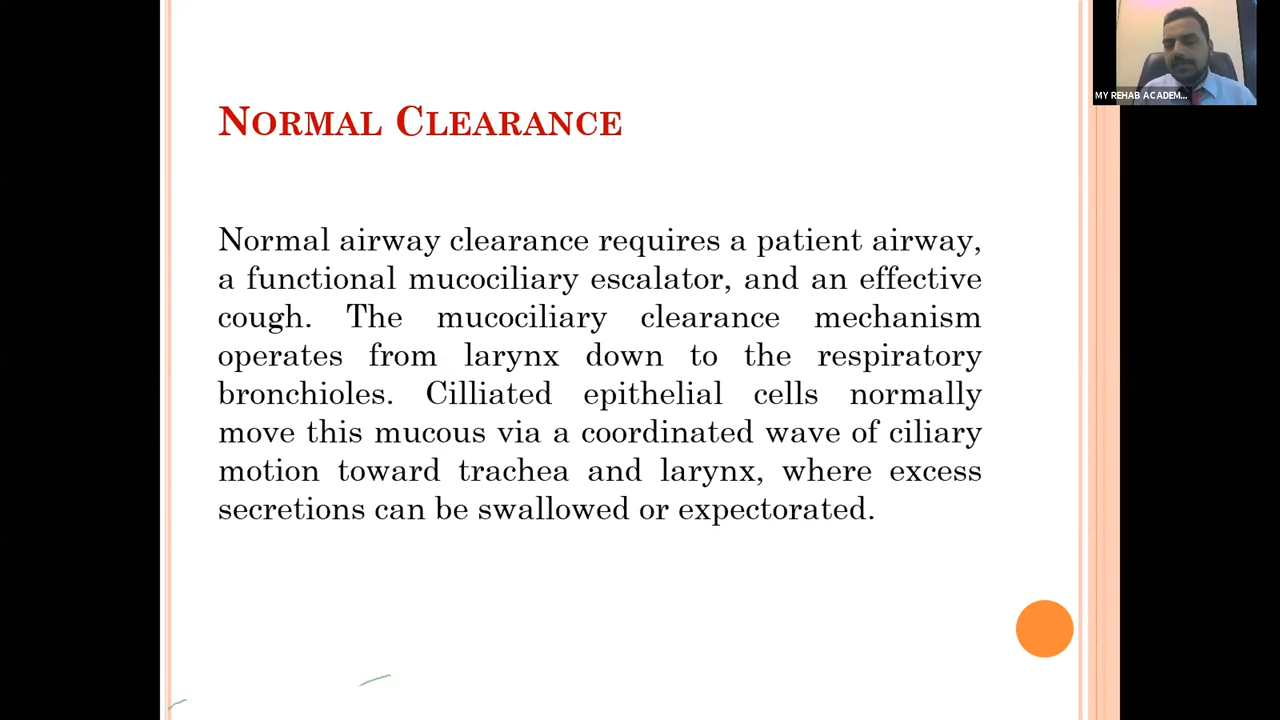 MY REHAB ACADEM...
NORMAL CLEARANCE
Normal airway clearance requires a patient airway,
a functional mucociliary escalator, and an effective
cough. The mucociliary clearance mechanism
operates from larynx down to the respiratory
bronchioles. Cilliated epithelial cells normally
move this mucous via a coordinated wave of ciliary
motion toward trachea and larynx, where excess
secretions can be swallowed or expectorated.